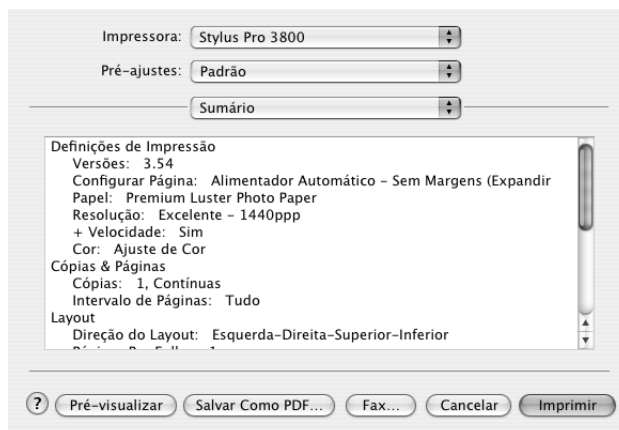 Impressora: Stylus Pro 3800
Pré-ajustes: Padrão
Sumário
Definições de Impressão
Versões: 3.54
Configurar Página: Alimentador Automático – Sem Margens (Expandir
Papel: Premium Luster Photo Paper
Resolução: Excelente – 1440ppp
+ Velocidade: Sim
Cor: Ajuste de Cor
Cópias & Páginas
Cópias: 1, Contínuas
Intervalo de Páginas: Tudo
Layout
Direção do Layout: Esquerda-Direita-Superior-Inferior
? Pré-visualizar Salvar Como PDF... Fax... Cancelar Imprimir